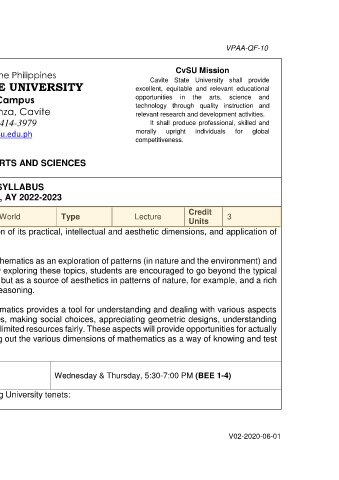 VPAA-QF-10
ne Philippines
E UNIVERSITY
Campus
nza, Cavite
414-3979
su.edu.ph
CvSU Mission
Cavite State University shall provide
excellent, equitable and relevant educational
opportunities in the arts, science and
technology through quality instruction and
relevant research and development activities.
It shall produce professional, skilled and
morally upright individuals for global
competitiveness.
RTS AND SCIENCES
SYLLABUS
, AY 2022-2023
World Type Lecture Credit Units 3
on of its practical, intellectual and aesthetic dimensions, and application of
hematics as an exploration of patterns (in nature and the environment) and
exploring these topics, students are encouraged to go beyond the typical
but as a source of aesthetics in patterns of nature, for example, and a rich
easoning.
matics provides a tool for understanding and dealing with various aspects
s, making social choices, appreciating geometric designs, understanding
limited resources fairly. These aspects will provide opportunities for actually
g out the various dimensions of mathematics as a way of knowing and test
Wednesday & Thursday, 5:30-7:00 PM (BEE 1-4)
ng University tenets:
V02-2020-06-01